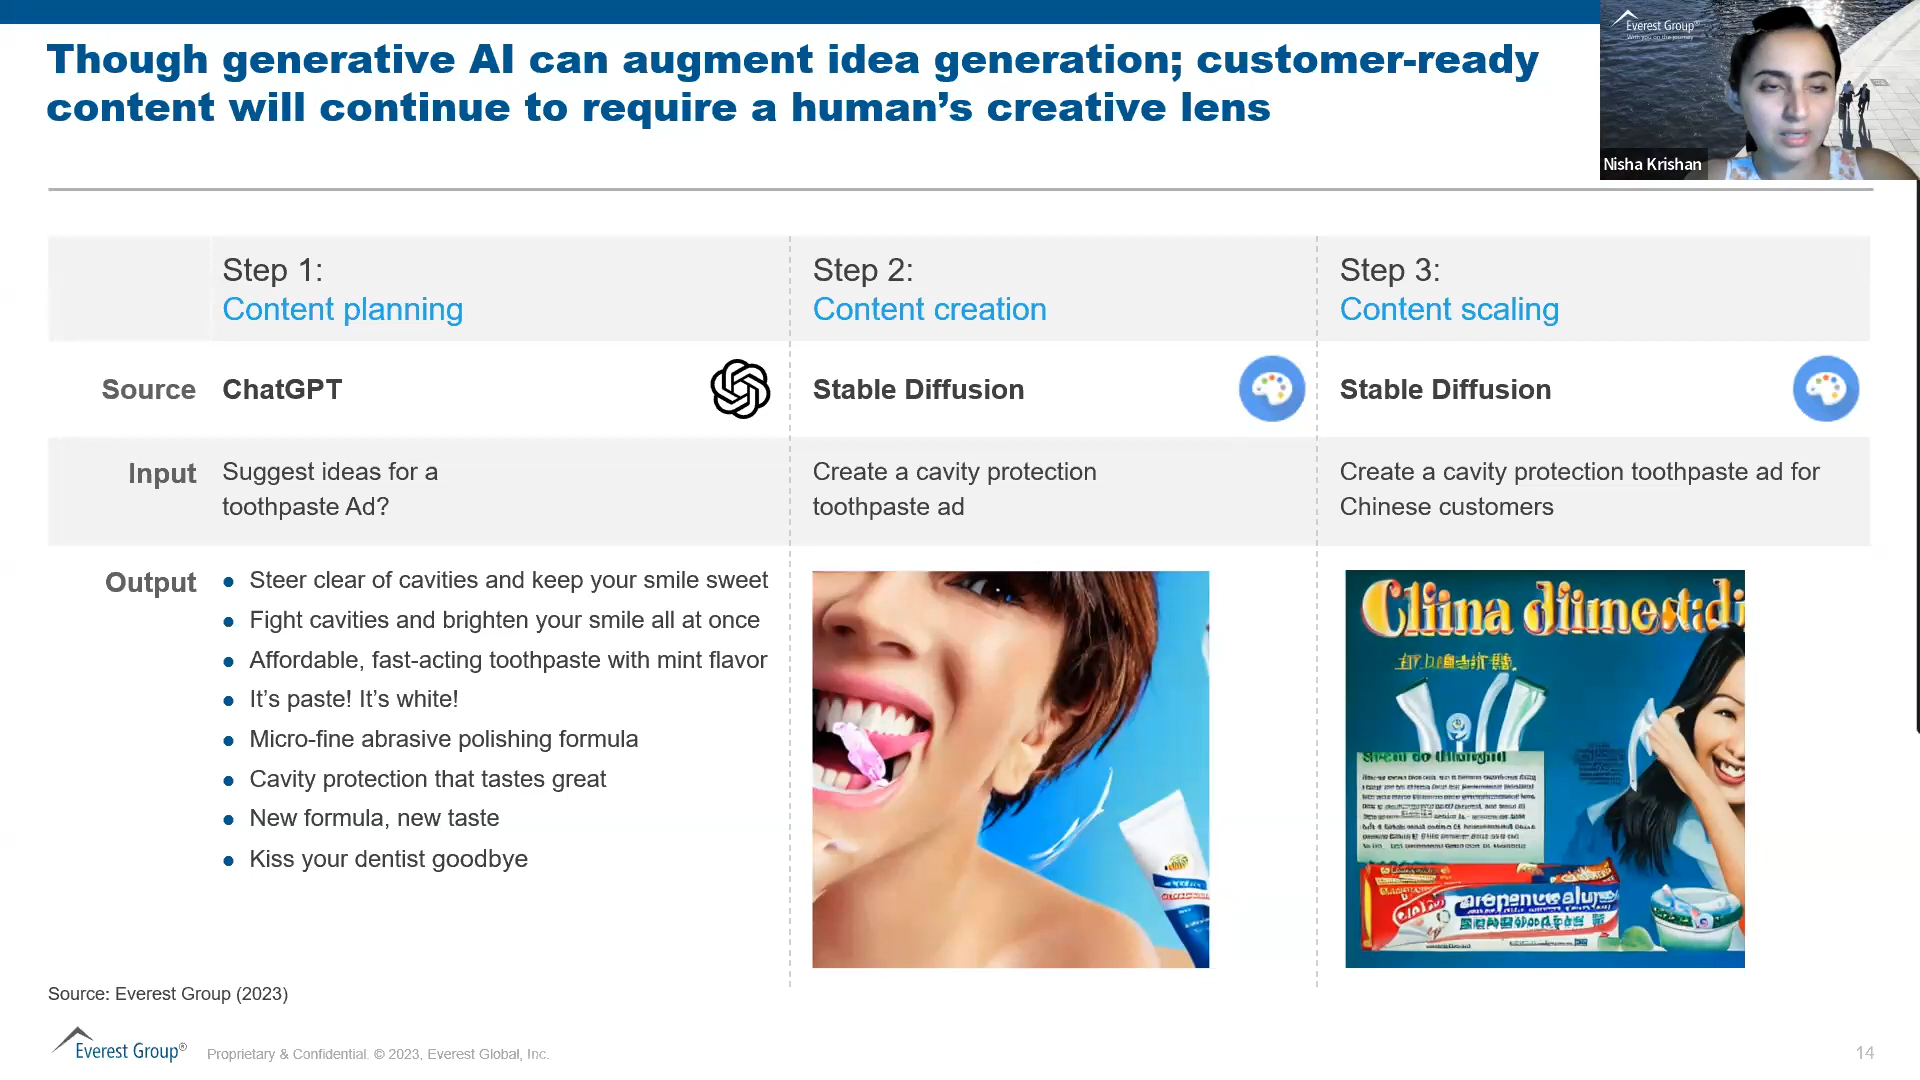 Though generative AI can augment idea generation; customer-ready
content will continue to require a human’s creative lens
Everest Group®
With you on the journey
Nisha Krishan
Step 1:
Content planning
Step 2:
Content creation
Step 3:
Content scaling
Source
ChatGPT
Stable Diffusion
Stable Diffusion
Input
Suggest ideas for a
toothpaste Ad?
Create a cavity protection
toothpaste ad
Create a cavity protection toothpaste ad for
Chinese customers
Output
● Steer clear of cavities and keep your smile sweet
● Fight cavities and brighten your smile all at once
● Affordable, fast-acting toothpaste with mint flavor
● It’s paste! It’s white!
● Micro-fine abrasive polishing formula
● Cavity protection that tastes great
● New formula, new taste
● Kiss your dentist goodbye
Source: Everest Group (2023)
Everest Group®
Proprietary & Confidential. © 2023, Everest Global, Inc.
14